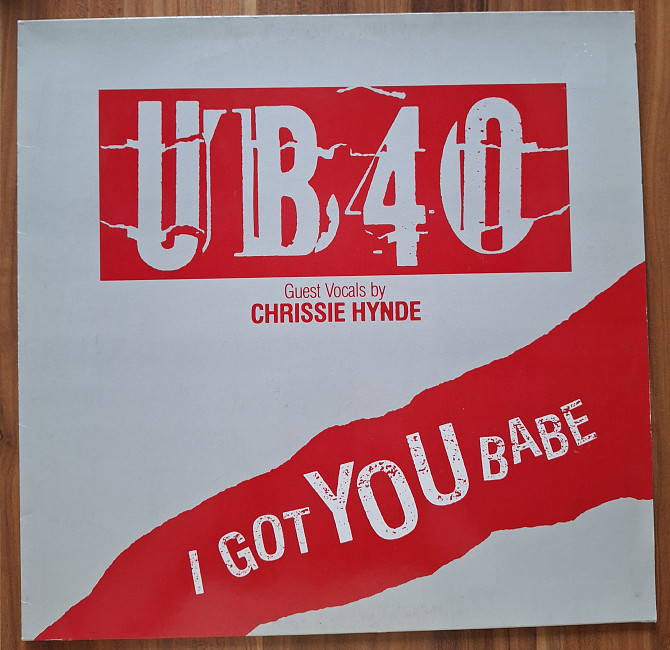 UB40
Guest Vocals by
CHRISSIE HYNDE
I GOT YOU BABE